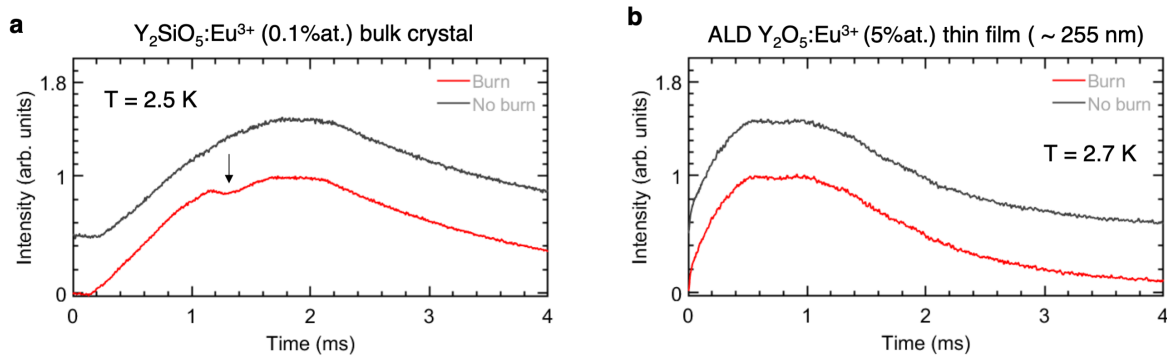 a
Y₂SiO₅:Eu³⁺ (0.1%at.) bulk crystal
1.8
1
0
Intensity (arb. units)
T = 2.5 K
Burn
No burn
0 1 2 3 4
Time (ms)
b
ALD Y₂O₅:Eu³⁺ (5%at.) thin film ( ~ 255 nm)
1.8
1
0
Intensity (arb. units)
Burn
No burn
T = 2.7 K
0 1 2 3 4
Time (ms)